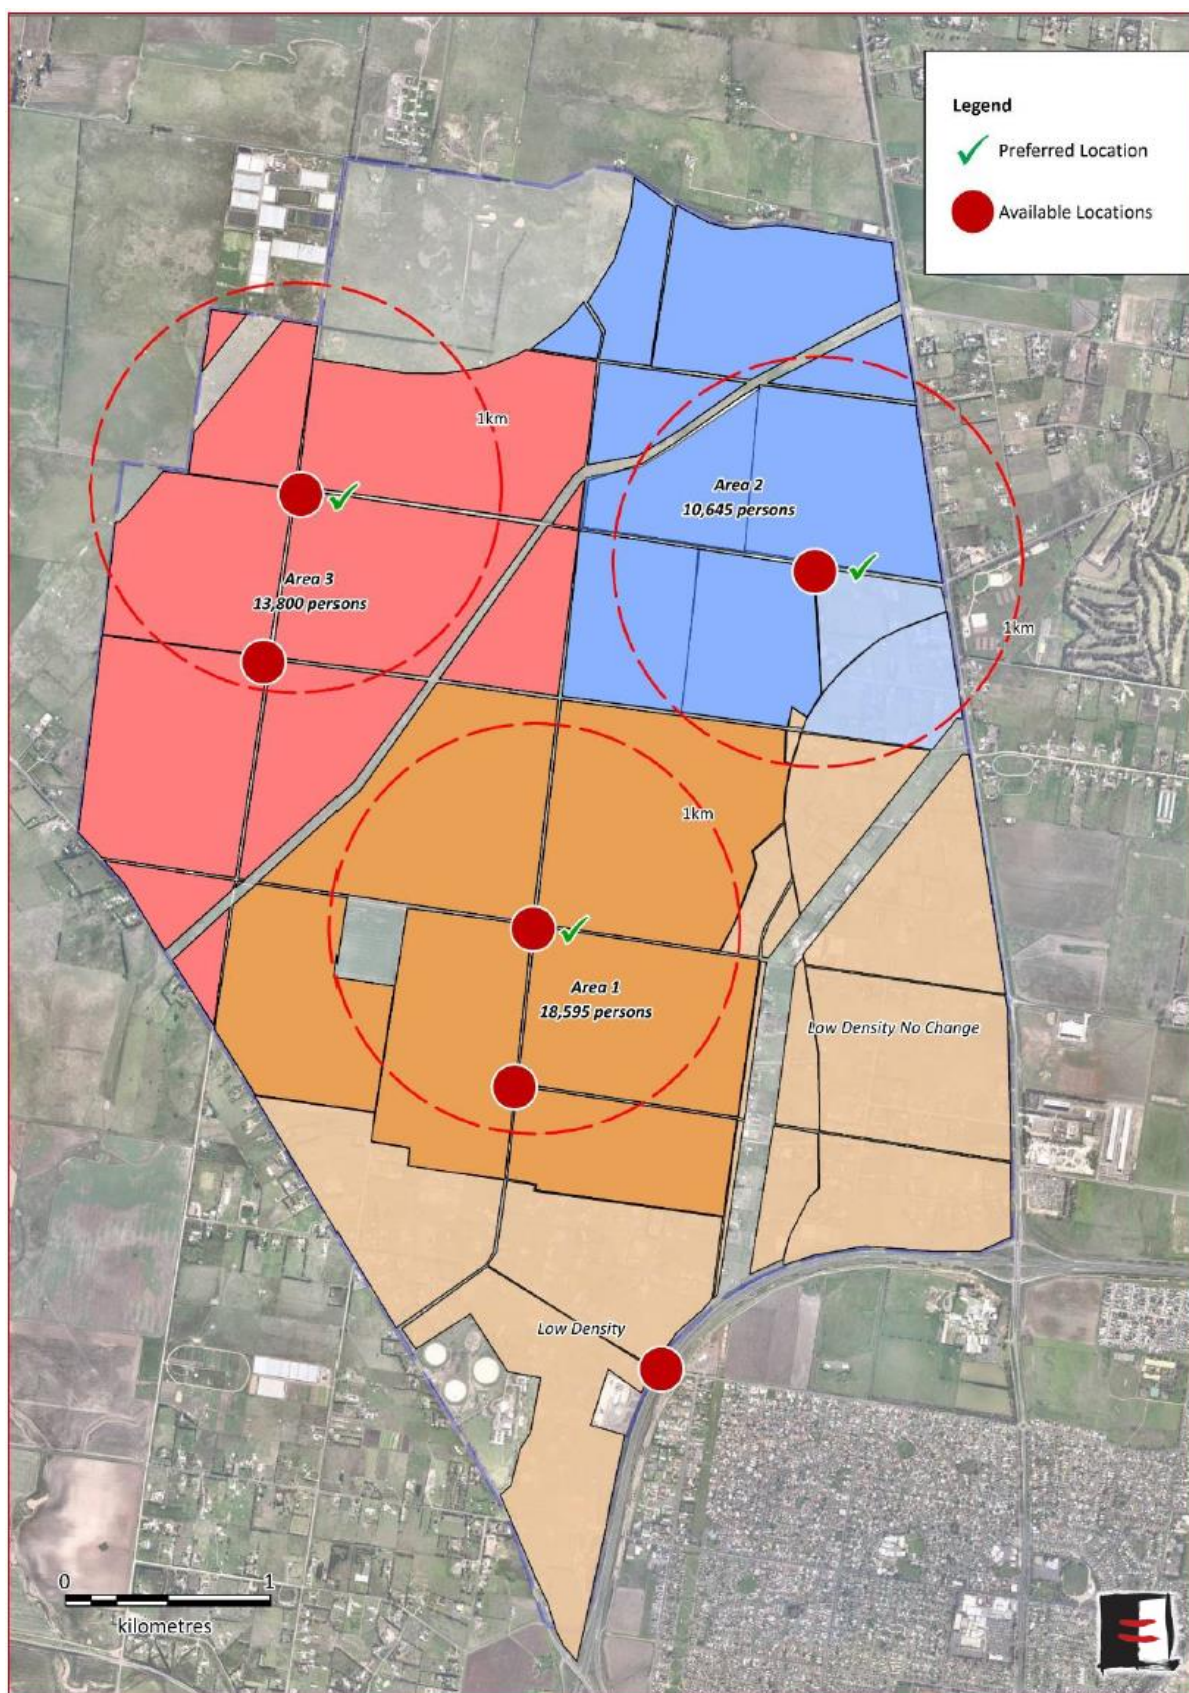 Legend
Preferred Location
Available Locations
1km
Area 2
10,645 persons
Area 3
13,800 persons
1km
1km
Area 1
18,595 persons
Low Density No Change
Low Density
0 1
kilometres